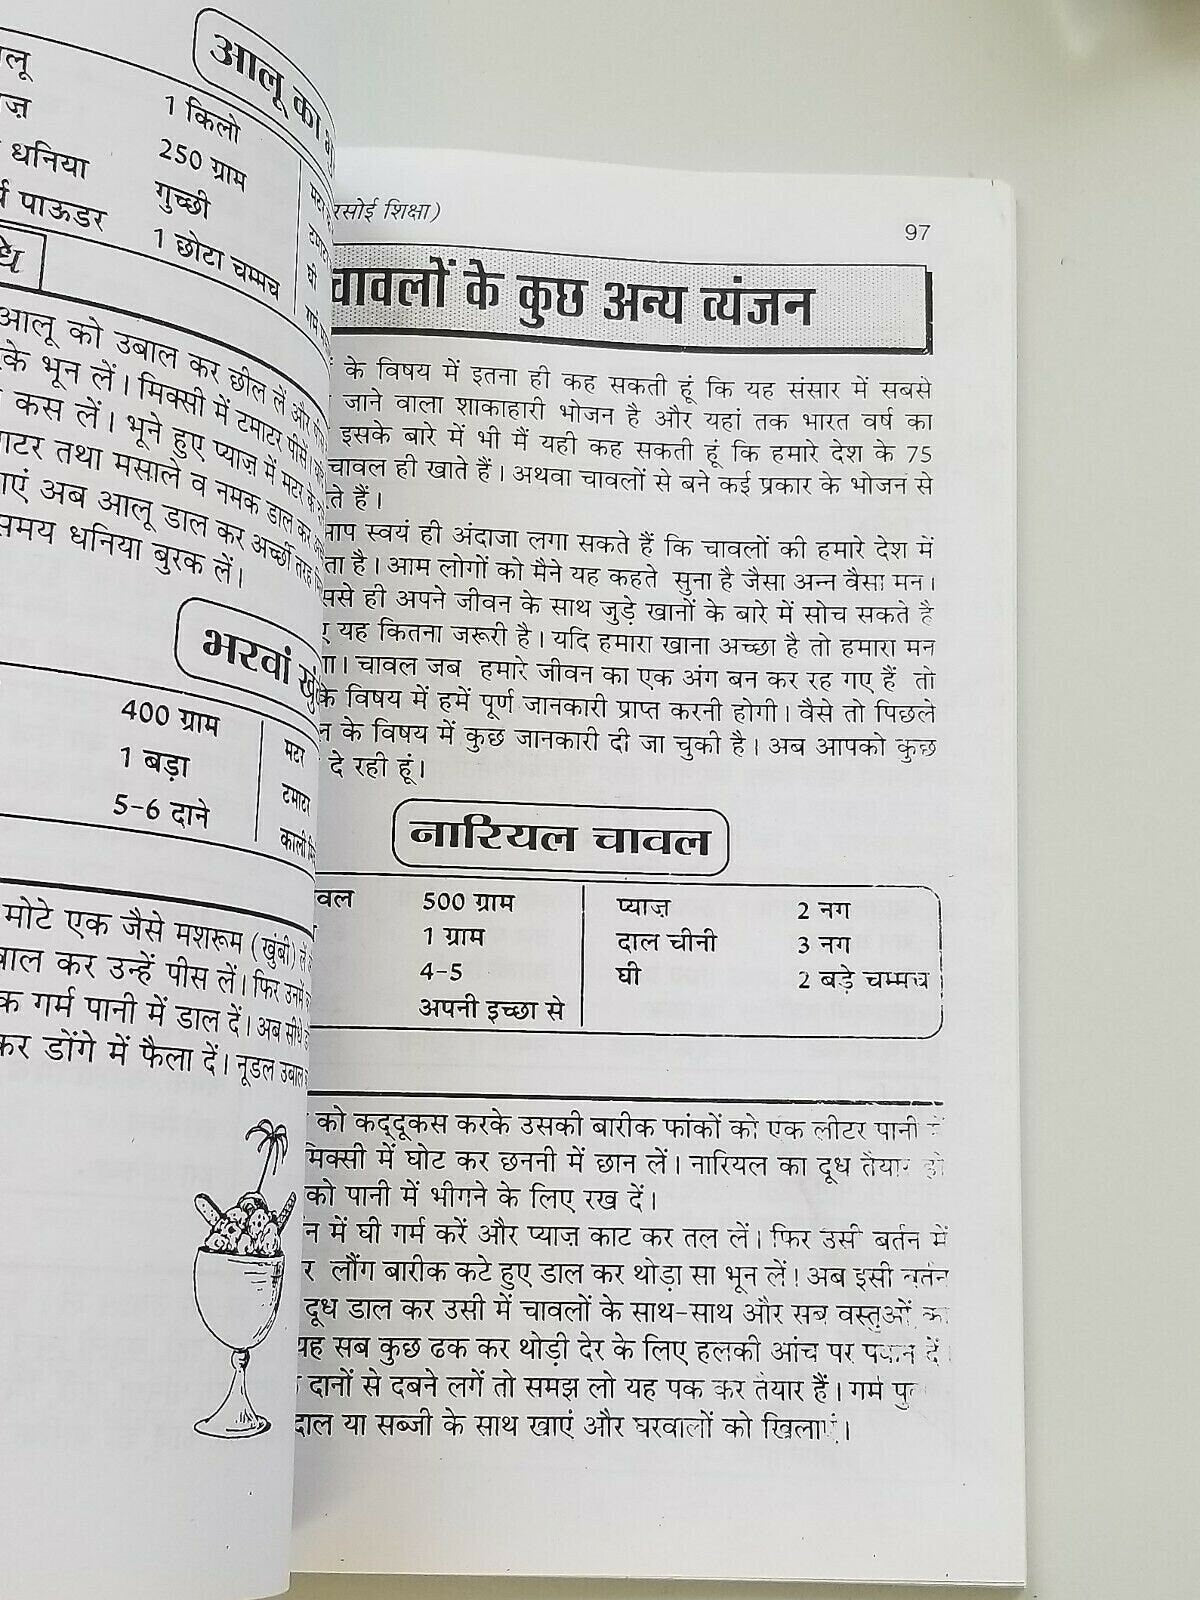 आलू का
1 किलो
250 ग्राम
धनिया गुच्छी
पाऊडर 1 छोटा चम्मच
टमाटर
घी
आलू को उबाल कर छील लें और
भून लें। मिक्सी में टमाटर पीसें।
कस लें। भूने हुए प्याज़ में मटर के
तथा मसाले व नमक डाल कर
अब आलू डाल कर अच्छी तरह
समय धनिया बुरक लें।
भरवां
400 ग्राम मटर
1 बड़ा टमाटर
5-6 दाने काली
मोटे एक जैसे मशरूम (खुंबी) लें
कर उन्हें पीस लें। फिर उनमें
गर्म पानी में डाल दें। अब सीधे
कर डोंगे में फैला दें। नूडल उबाल
रसोई शिक्षा) 97
चावलों के कुछ अन्य व्यंजन
के विषय में इतना ही कह सकती हूं कि यह संसार में सबसे
जाने वाला शाकाहारी भोजन है और यहां तक भारत वर्ष का
इसके बारे में भी मैं यही कह सकती हूं कि हमारे देश के 75
चावल ही खाते हैं। अथवा चावलों से बने कई प्रकार के भोजन से
हैं।
स्वयं ही अंदाजा लगा सकते हैं कि चावलों की हमारे देश में
है। आम लोगों को मैने यह कहते सुना है जैसा अन्न वैसा मन।
ही अपने जीवन के साथ जुड़े खानों के बारे में सोच सकते है
यह कितना जरूरी है। यदि हमारा खाना अच्छा है तो हमारा मन
चावल जब हमारे जीवन का एक अंग बन कर रह गए हैं तो
के विषय में हमें पूर्ण जानकारी प्राप्त करनी होगी। वैसे तो पिछले
के विषय में कुछ जानकारी दी जा चुकी है। अब आपको कुछ
दे रही हूं।
नारियल चावल
500 ग्राम प्याज़ 2 नग
1 ग्राम दाल चीनी 3 नग
4-5 घी 2 बड़े चम्मच
अपनी इच्छा से
को कद्दूकस करके उसकी बारीक फांकों को एक लीटर पानी में
मिक्सी में घोट कर छननी में छान लें। नारियल का दूध तैयार हो
को पानी में भीगने के लिए रख दें।
में घी गर्म करें और प्याज़ काट कर तल लें। फिर उसी बर्तन में
लौंग बारीक कटे हुए डाल कर थोड़ा सा भून लें। अब इसी बर्तन
दूध डाल कर उसी में चावलों के साथ-साथ और सब वस्तुओं
यह सब कुछ ढक कर थोड़ी देर के लिए हलकी आंच पर पकने दें।
दानों से दबने लगें तो समझ लो यह पक कर तैयार हैं। गर्म
दाल या सब्जी के साथ खाएं और घरवालों को खिलाएं।